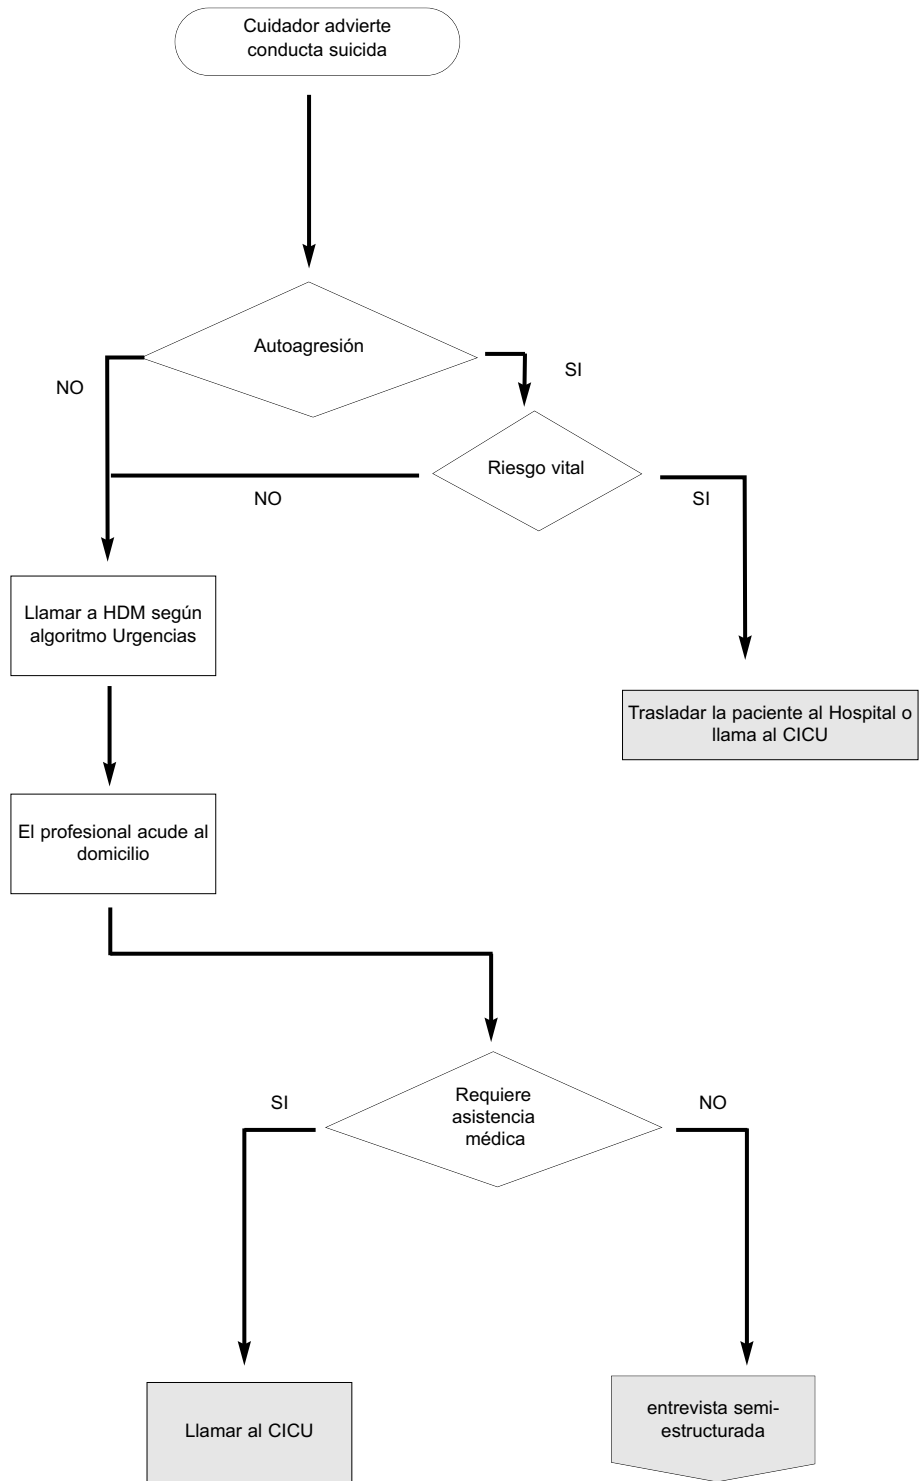 Cuidador advierte
conducta suicida
Autoagresión
NO
SI
Riesgo vital
NO
SI
Llamar a HDM según
algoritmo Urgencias
Trasladar la paciente al Hospital o
llama al CICU
El profesional acude al
domicilio
SI
Requiere
asistencia
médica
NO
Llamar al CICU
entrevista semi-
estructurada